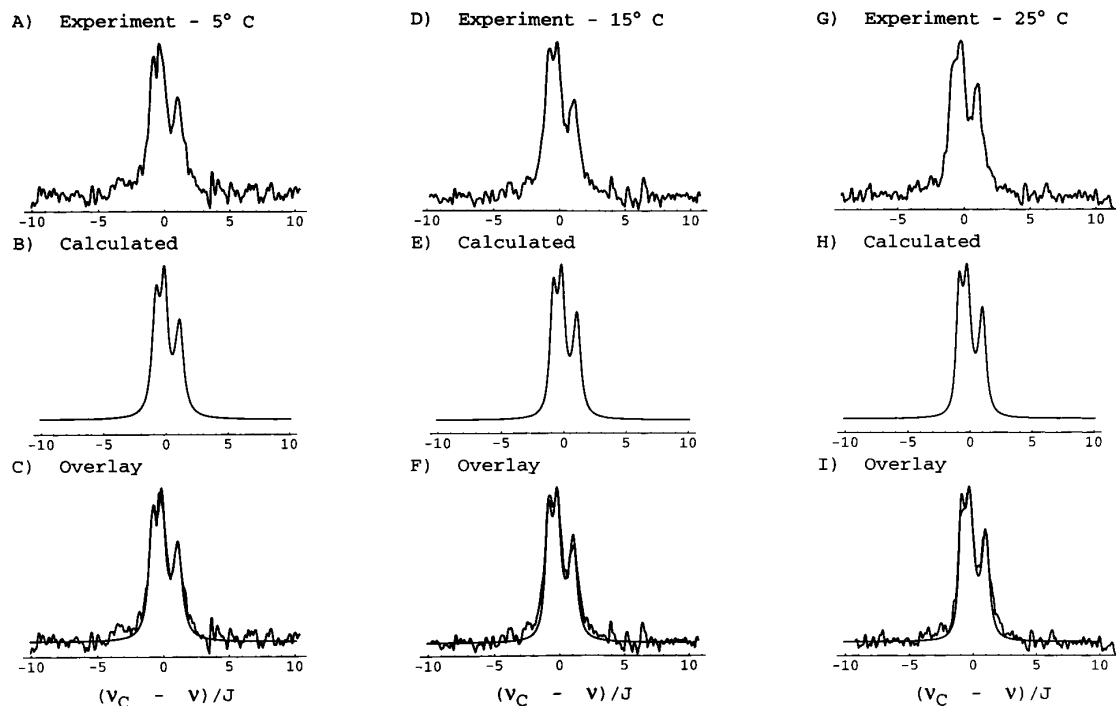 A) Experiment - 5° C
D) Experiment - 15° C
G) Experiment - 25° C
-10 -5 0 5 10
-10 -5 0 5 10
-5 0 5 10
B) Calculated
E) Calculated
H) Calculated
-10 -5 0 5 10
-10 -5 0 5 10
-10 -5 0 5 10
C) Overlay
F) Overlay
I) Overlay
-10 -5 0 5 10
-10 -5 0 5 10
-10 -5 0 5 10
(νC - ν)/J
(νC - ν)/J
(νC - ν)/J